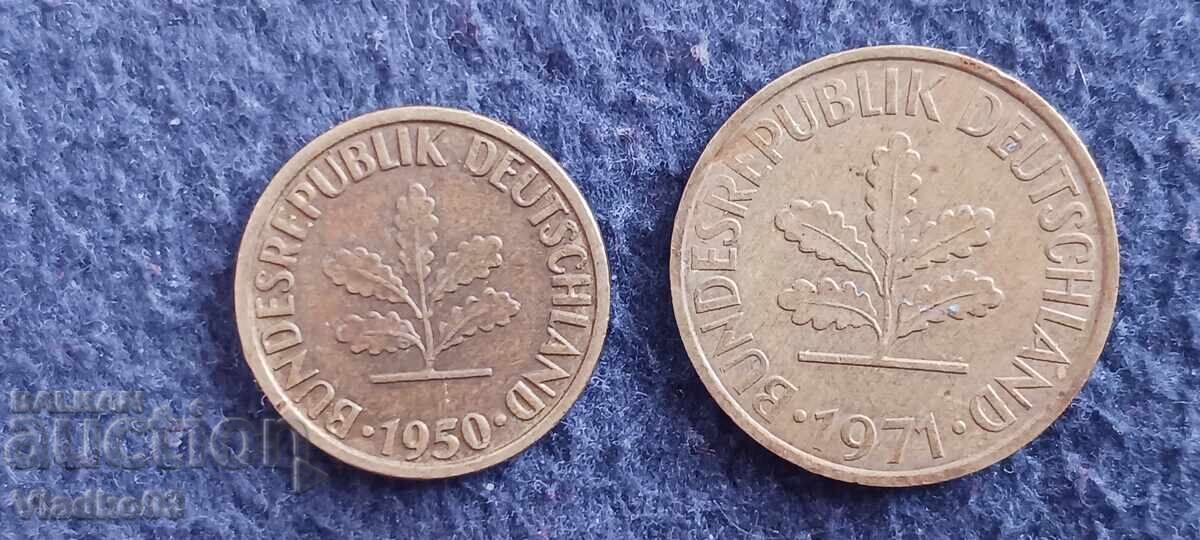 BUNDESREPUBLIK DEUTSCHLAND
· 1950 ·
BUNDESREPUBLIK DEUTSCHLAND
· 1971 ·
BALKAN
auction
Vladko03